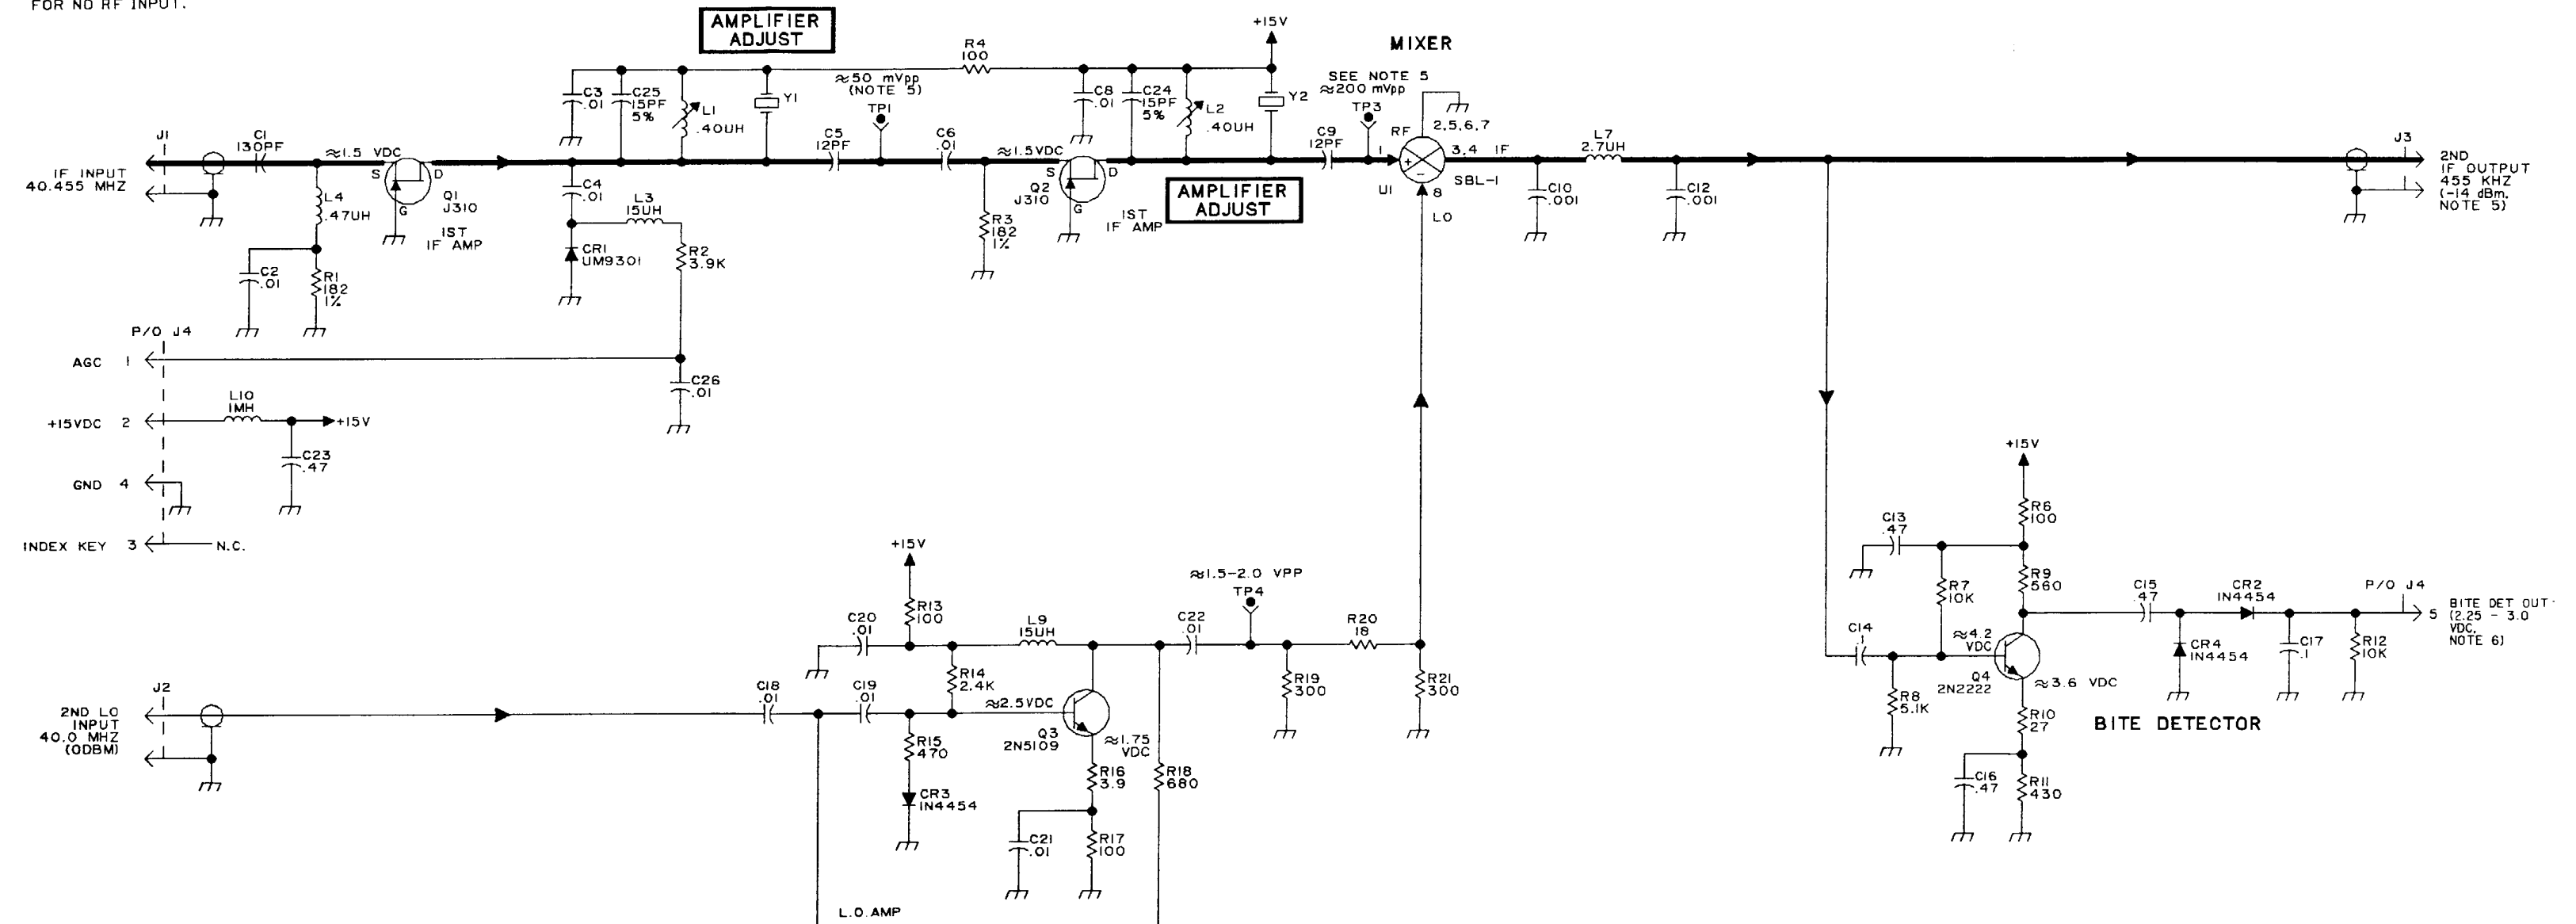 FOR NO RF INPUT.
AMPLIFIER
ADJUST
+15V
MIXER
R4
100
≈50 mVpp
(NOTE 5)
TP1
SEE NOTE 5
≈200 mVpp
TP3
C3
.01
C25
15PF
5%
L1
.40UH
Y1
C8
.01
C24
15PF
5%
L2
.40UH
Y2
RF
2,5,6,7
J1
C1
130PF
≈1.5 VDC
S
D
G
Q1
J310
1ST
IF AMP
C5
12PF
C6
.01
≈1.5VDC
S
D
G
Q2
J310
1ST
IF AMP
AMPLIFIER
ADJUST
C9
12PF
1
+
-
U1
8
LO
3,4
IF
SBL-1
L7
2.7UH
C10
.001
C12
.001
J3
2ND
IF OUTPUT
455 KHZ
(-14 dBm,
NOTE 5)
IF INPUT
40.455 MHZ
L4
.47UH
C2
.01
R1
182
1%
C4
.01
L3
15UH
CR1
UM9301
R2
3.9K
R3
182
1%
P/O J4
AGC 1
C26
.01
+15VDC 2
L10
1MH
+15V
C23
.47
GND 4
INDEX KEY 3
N.C.
+15V
R13
100
C20
.01
L9
15UH
R14
2.4K
≈1.5-2.0 VPP
TP4
C22
.01
R20
18
R19
300
R21
300
J2
2ND LO
INPUT
40.0 MHZ
(0DBM)
C18
.01
C19
.01
≈2.5VDC
Q3
2N5109
≈1.75
VDC
R15
470
CR3
1N4454
R16
3.9
R18
680
C21
.01
R17
100
L.O.AMP
+15V
R6
100
C13
.47
R7
10K
R9
560
C14
.1
≈4.2
VDC
Q4
2N2222
≈3.6 VDC
R8
5.1K
R10
27
C16
.47
R11
430
C15
.47
CR2
1N4454
CR4
1N4454
C17
.1
R12
10K
P/O J4
5
BITE DET OUT
(2.25 - 3.0
VDC,
NOTE 6)
BITE DETECTOR